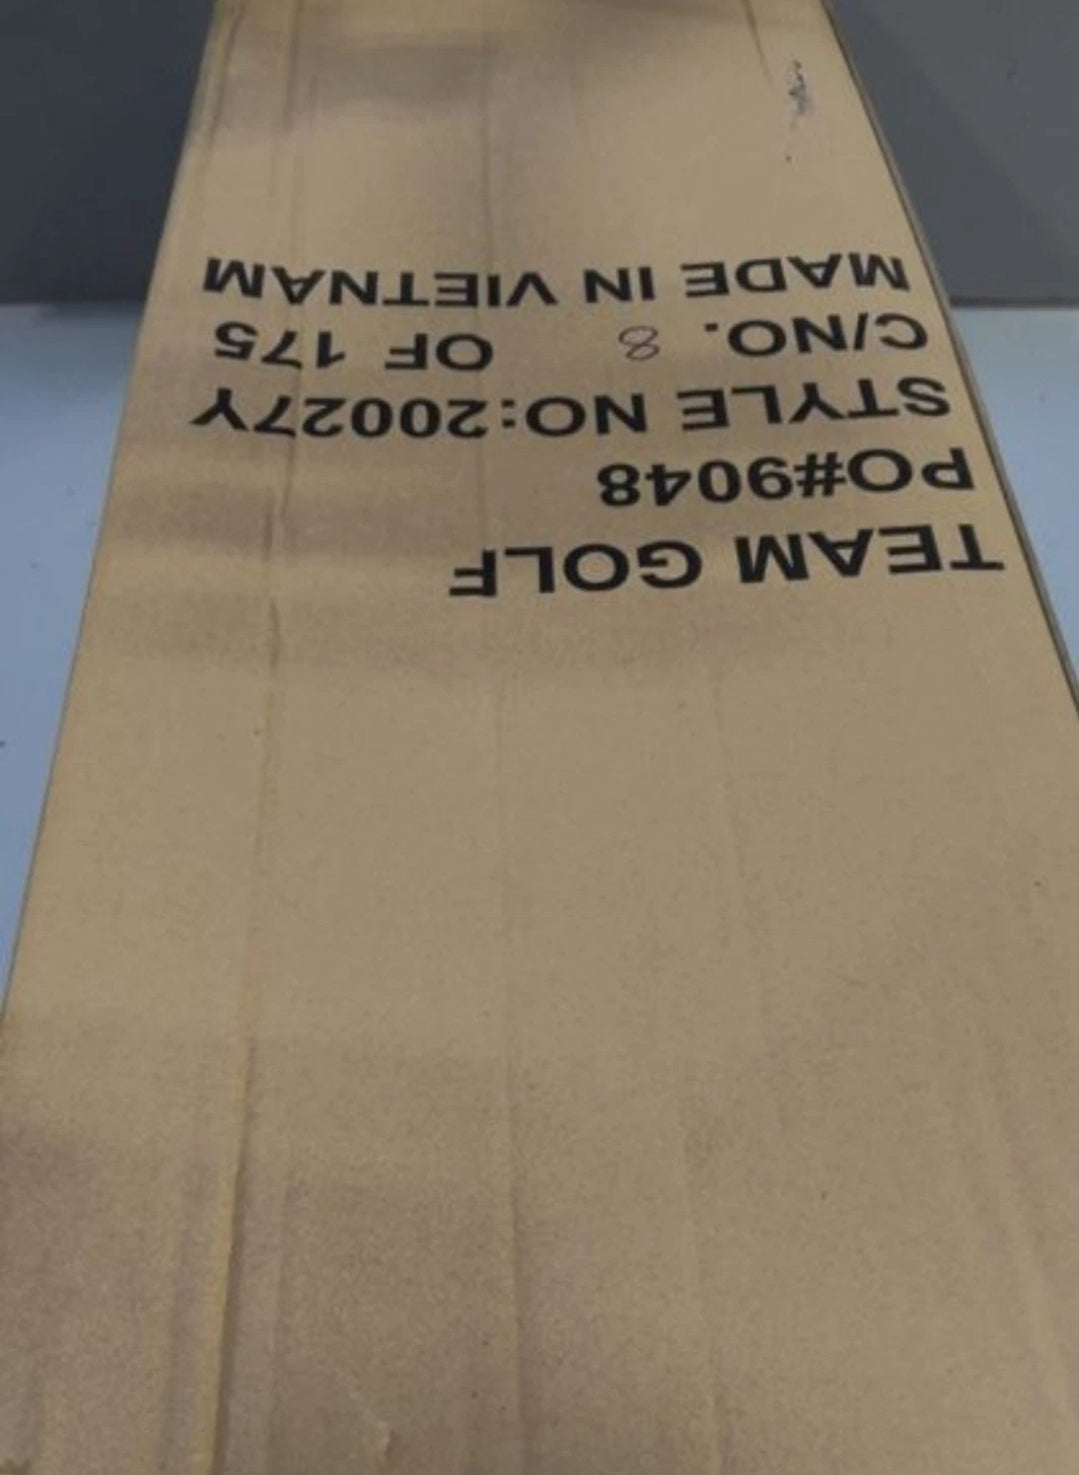 TEAM GOLF
PO#9048
STYLE NO:20027Y
C/NO. 8 OF 175
MADE IN VIETNAM